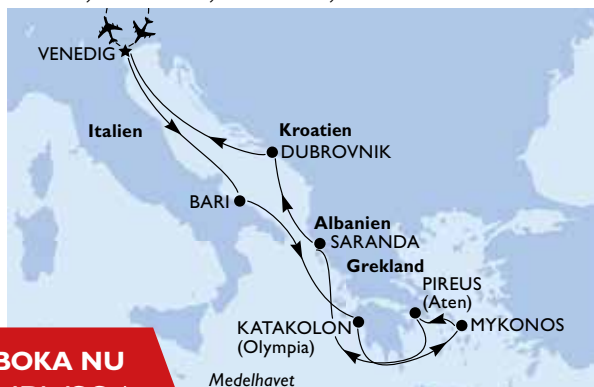 VENEDIG
Italien
Kroatien
DUBROVNIK
BARI
Albanien
SARANDA
Grekland
PIREUS
(Aten)
KATAKOLON
(Olympia)
MYKONOS
BOKA NU
Medelhavet